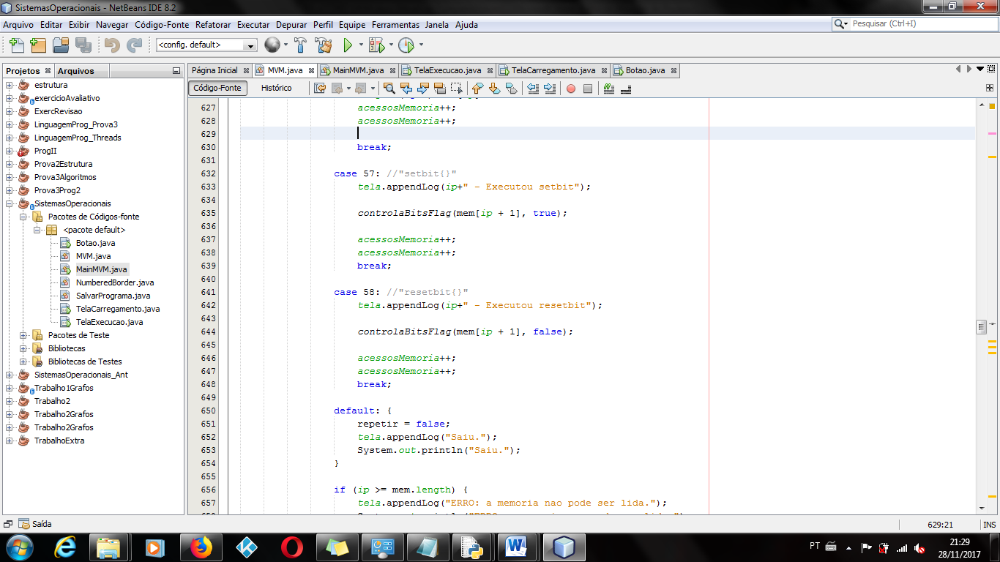 SistemasOperacionais - NetBeans IDE 8.2
Arquivo Editar Exibir Navegar Código-Fonte Refatorar Executar Depurar Perfil Equipe Ferramentas Janela Ajuda
Pesquisar (Ctrl+I)
<config. default>
Projetos Arquivos
Página Inicial MVM.java MainMVM.java TelaExecucao.java TelaCarregamento.java Botao.java
Código-Fonte Histórico
estrutura
exercicioAvaliativo
ExercRevisao
LinguagemProg_Prova3
LinguagemProg_Threads
ProgII
Prova2Estrutura
Prova3Algoritmos
Prova3Prog2
SistemasOperacionais
Pacotes de Códigos-fonte
<pacote default>
Botao.java
MVM.java
MainMVM.java
NumberedBorder.java
SalvarPrograma.java
TelaCarregamento.java
TelaExecucao.java
Pacotes de Teste
Bibliotecas
Bibliotecas de Testes
SistemasOperacionais_Ant
Trabalho1Grafos
Trabalho2
Trabalho2Grafos
Trabalho2Grafos
TrabalhoExtra
627 acessosMemoria++;
628 acessosMemoria++;
629
630 break;
631
632 case 57: //"setbit{}"
633 tela.appendLog(ip+" - Executou setbit");
634
635 controlaBitsFlag(mem[ip + 1], true);
636
637 acessosMemoria++;
638 acessosMemoria++;
639 break;
640
641 case 58: //"resetbit{}"
642 tela.appendLog(ip+" - Executou resetbit");
643
644 controlaBitsFlag(mem[ip + 1], false);
645
646 acessosMemoria++;
647 acessosMemoria++;
648 break;
649
650 default: {
651 repetir = false;
652 tela.appendLog("Saiu.");
653 System.out.println("Saiu.");
654 }
655
656 if (ip >= mem.length) {
657 tela.appendLog("ERRO: a memoria nao pode ser lida.");
Saída
629:21 INS
PT
21:29
28/11/2017